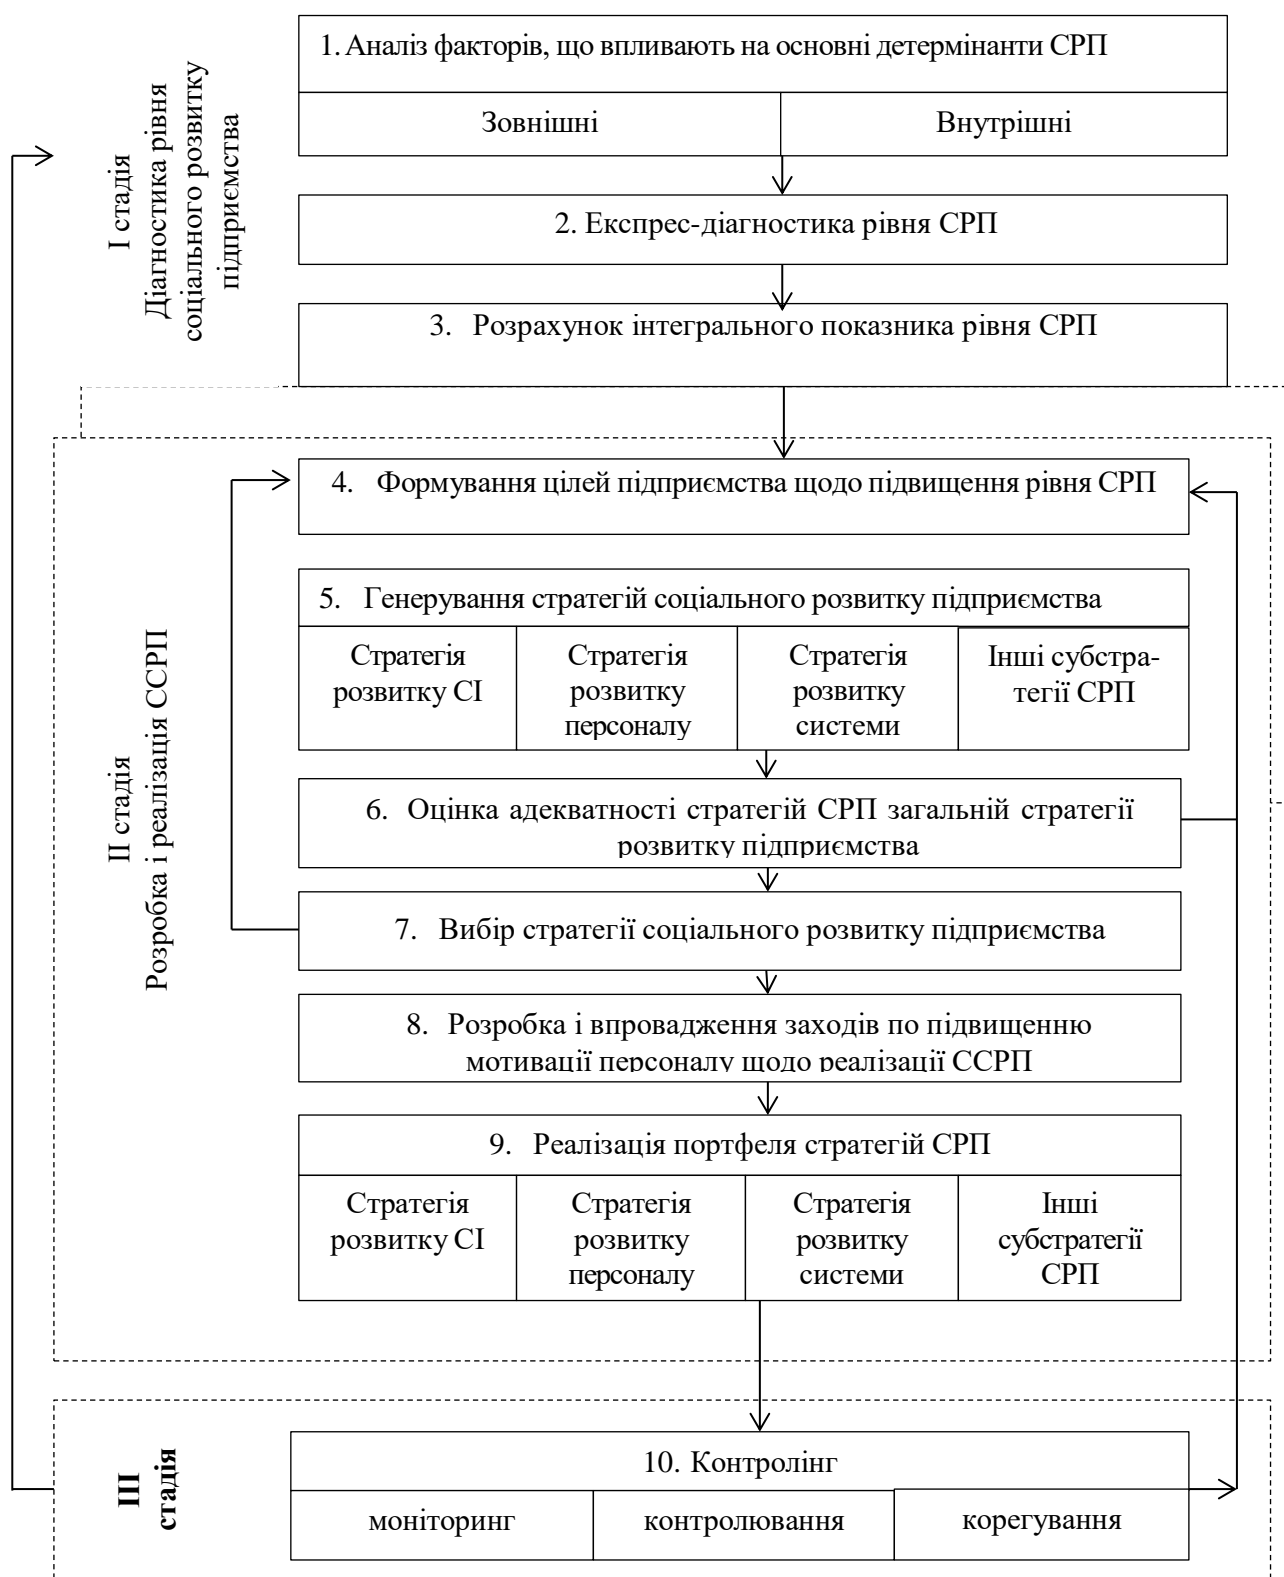 І стадія
Діагностика рівня
соціального розвитку
підприємства
1. Аналіз факторів, що впливають на основні детермінанти СРП
Зовнішні
Внутрішні
2. Експрес-діагностика рівня СРП
3. Розрахунок інтегрального показника рівня СРП
ІІ стадія
Розробка і реалізація ССРП
4. Формування цілей підприємства щодо підвищення рівня СРП
5. Генерування стратегій соціального розвитку підприємства
Стратегія
розвитку СІ
Стратегія
розвитку
персоналу
Стратегія
розвитку
системи
Інші субстра-
тегії СРП
6. Оцінка адекватності стратегій СРП загальній стратегії
розвитку підприємства
7. Вибір стратегії соціального розвитку підприємства
8. Розробка і впровадження заходів по підвищенню
мотивації персоналу щодо реалізації ССРП
9. Реалізація портфеля стратегій СРП
Стратегія
розвитку СІ
Стратегія
розвитку
персоналу
Стратегія
розвитку
системи
Інші
субстратегії
СРП
ІІІ
стадія
10. Контролінг
моніторинг
контролювання
корегування